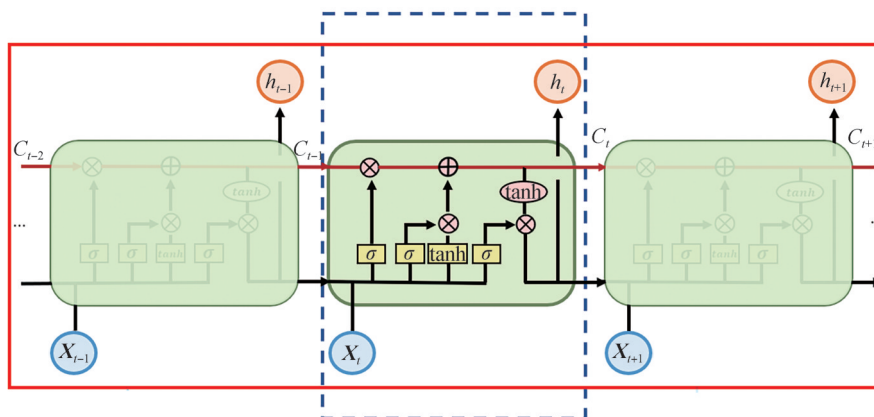 h_{t−1} h_t h_{t+1}
C_{t−2} C_{t−1} C_t C_{t+
tanh tanh tanh
... ...
σ σ tanh σ σ σ tanh σ σ σ tanh σ
X_{t−1} X_t X_{t+1}